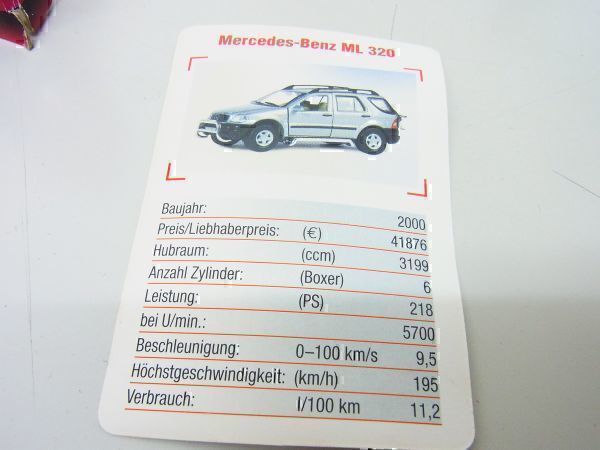 Mercedes-Benz ML 320
Baujahr: 2000
Preis/Liebhaberpreis: (€) 41876
Hubraum: (ccm) 3199
Anzahl Zylinder: (Boxer) 6
Leistung: (PS) 218
bei U/min.: 5700
Beschleunigung: 0–100 km/s 9,5
Höchstgeschwindigkeit: (km/h) 195
Verbrauch: l/100 km 11,2